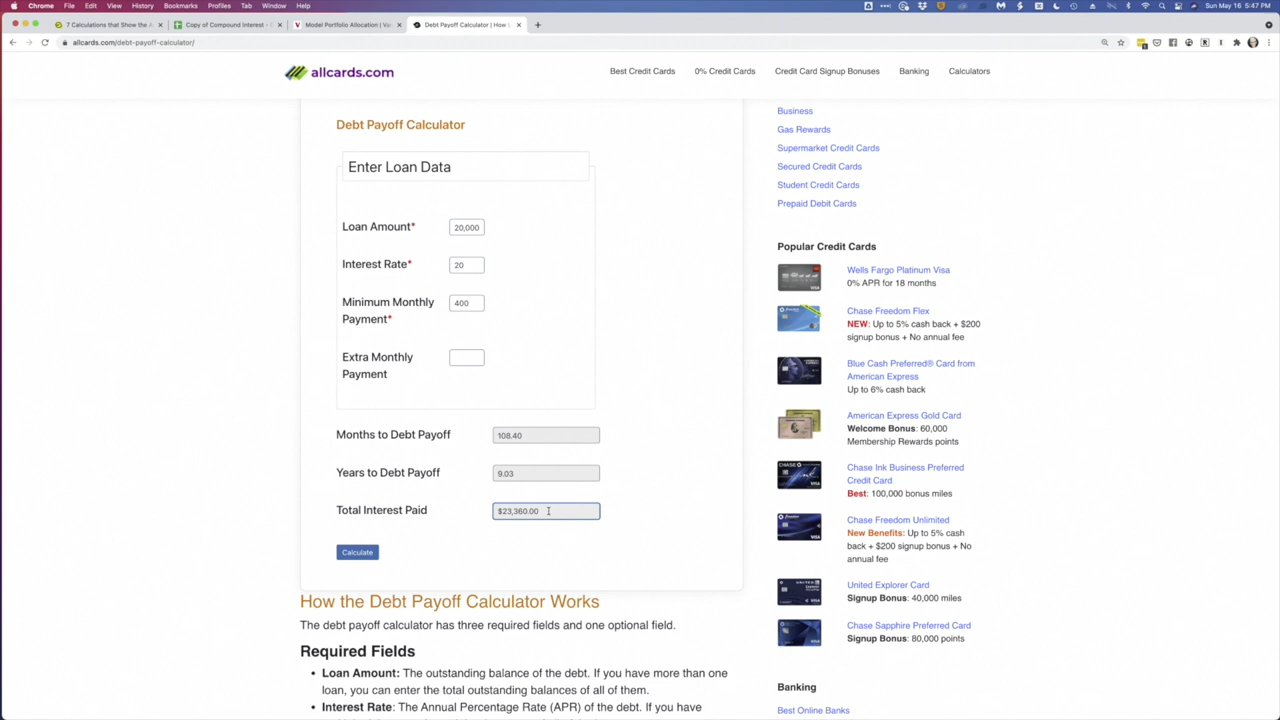 Chrome File Edit View History Bookmarks Profiles Tab Window Help
Sun May 16 5:47 PM
7 Calculations that Show the A
Copy of Compound Interest -
Model Portfolio Allocation | Va
Debt Payoff Calculator | How L
allcards.com/debt-payoff-calculator/
allcards.com
Best Credit Cards
0% Credit Cards
Credit Card Signup Bonuses
Banking
Calculators
Debt Payoff Calculator
Enter Loan Data
Loan Amount* 20,000
Interest Rate* 20
Minimum Monthly
Payment* 400
Extra Monthly
Payment
Months to Debt Payoff 108.40
Years to Debt Payoff 9.03
Total Interest Paid $23,360.00
Calculate
How the Debt Payoff Calculator Works
The debt payoff calculator has three required fields and one optional field.
Required Fields
• Loan Amount: The outstanding balance of the debt. If you have more than one
loan, you can enter the total outstanding balances of all of them.
• Interest Rate: The Annual Percentage Rate (APR) of the debt. If you have
Business
Gas Rewards
Supermarket Credit Cards
Secured Credit Cards
Student Credit Cards
Prepaid Debit Cards
Popular Credit Cards
Wells Fargo Platinum Visa
0% APR for 18 months
Chase Freedom Flex
NEW: Up to 5% cash back + $200
signup bonus + No annual fee
Blue Cash Preferred® Card from
American Express
Up to 6% cash back
American Express Gold Card
Welcome Bonus: 60,000
Membership Rewards points
Chase Ink Business Preferred
Credit Card
Best: 100,000 bonus miles
Chase Freedom Unlimited
New Benefits: Up to 5% cash
back + $200 signup bonus + No
annual fee
United Explorer Card
Signup Bonus: 40,000 miles
Chase Sapphire Preferred Card
Signup Bonus: 80,000 points
Banking
Best Online Banks